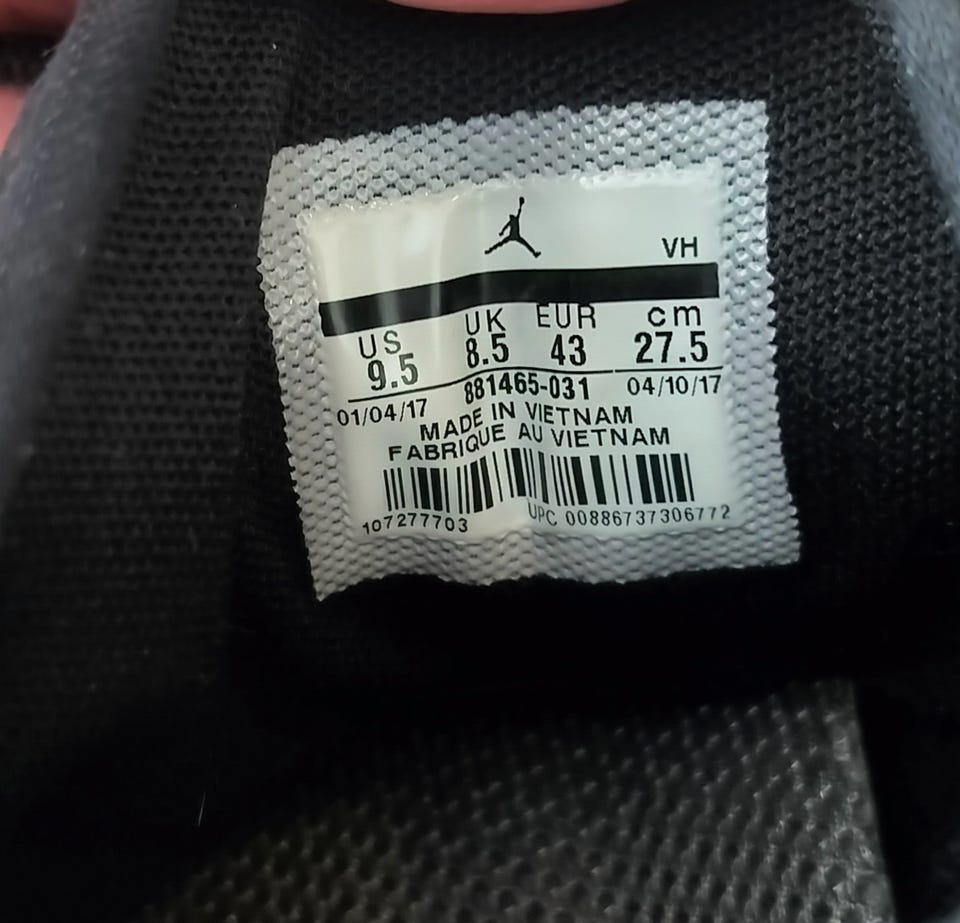 VH
US UK EUR cm
9.5 8.5 43 27.5
01/04/17 881465-031 04/10/17
MADE IN VIETNAM
FABRIQUE AU VIETNAM
107277703 UPC 00886737306772